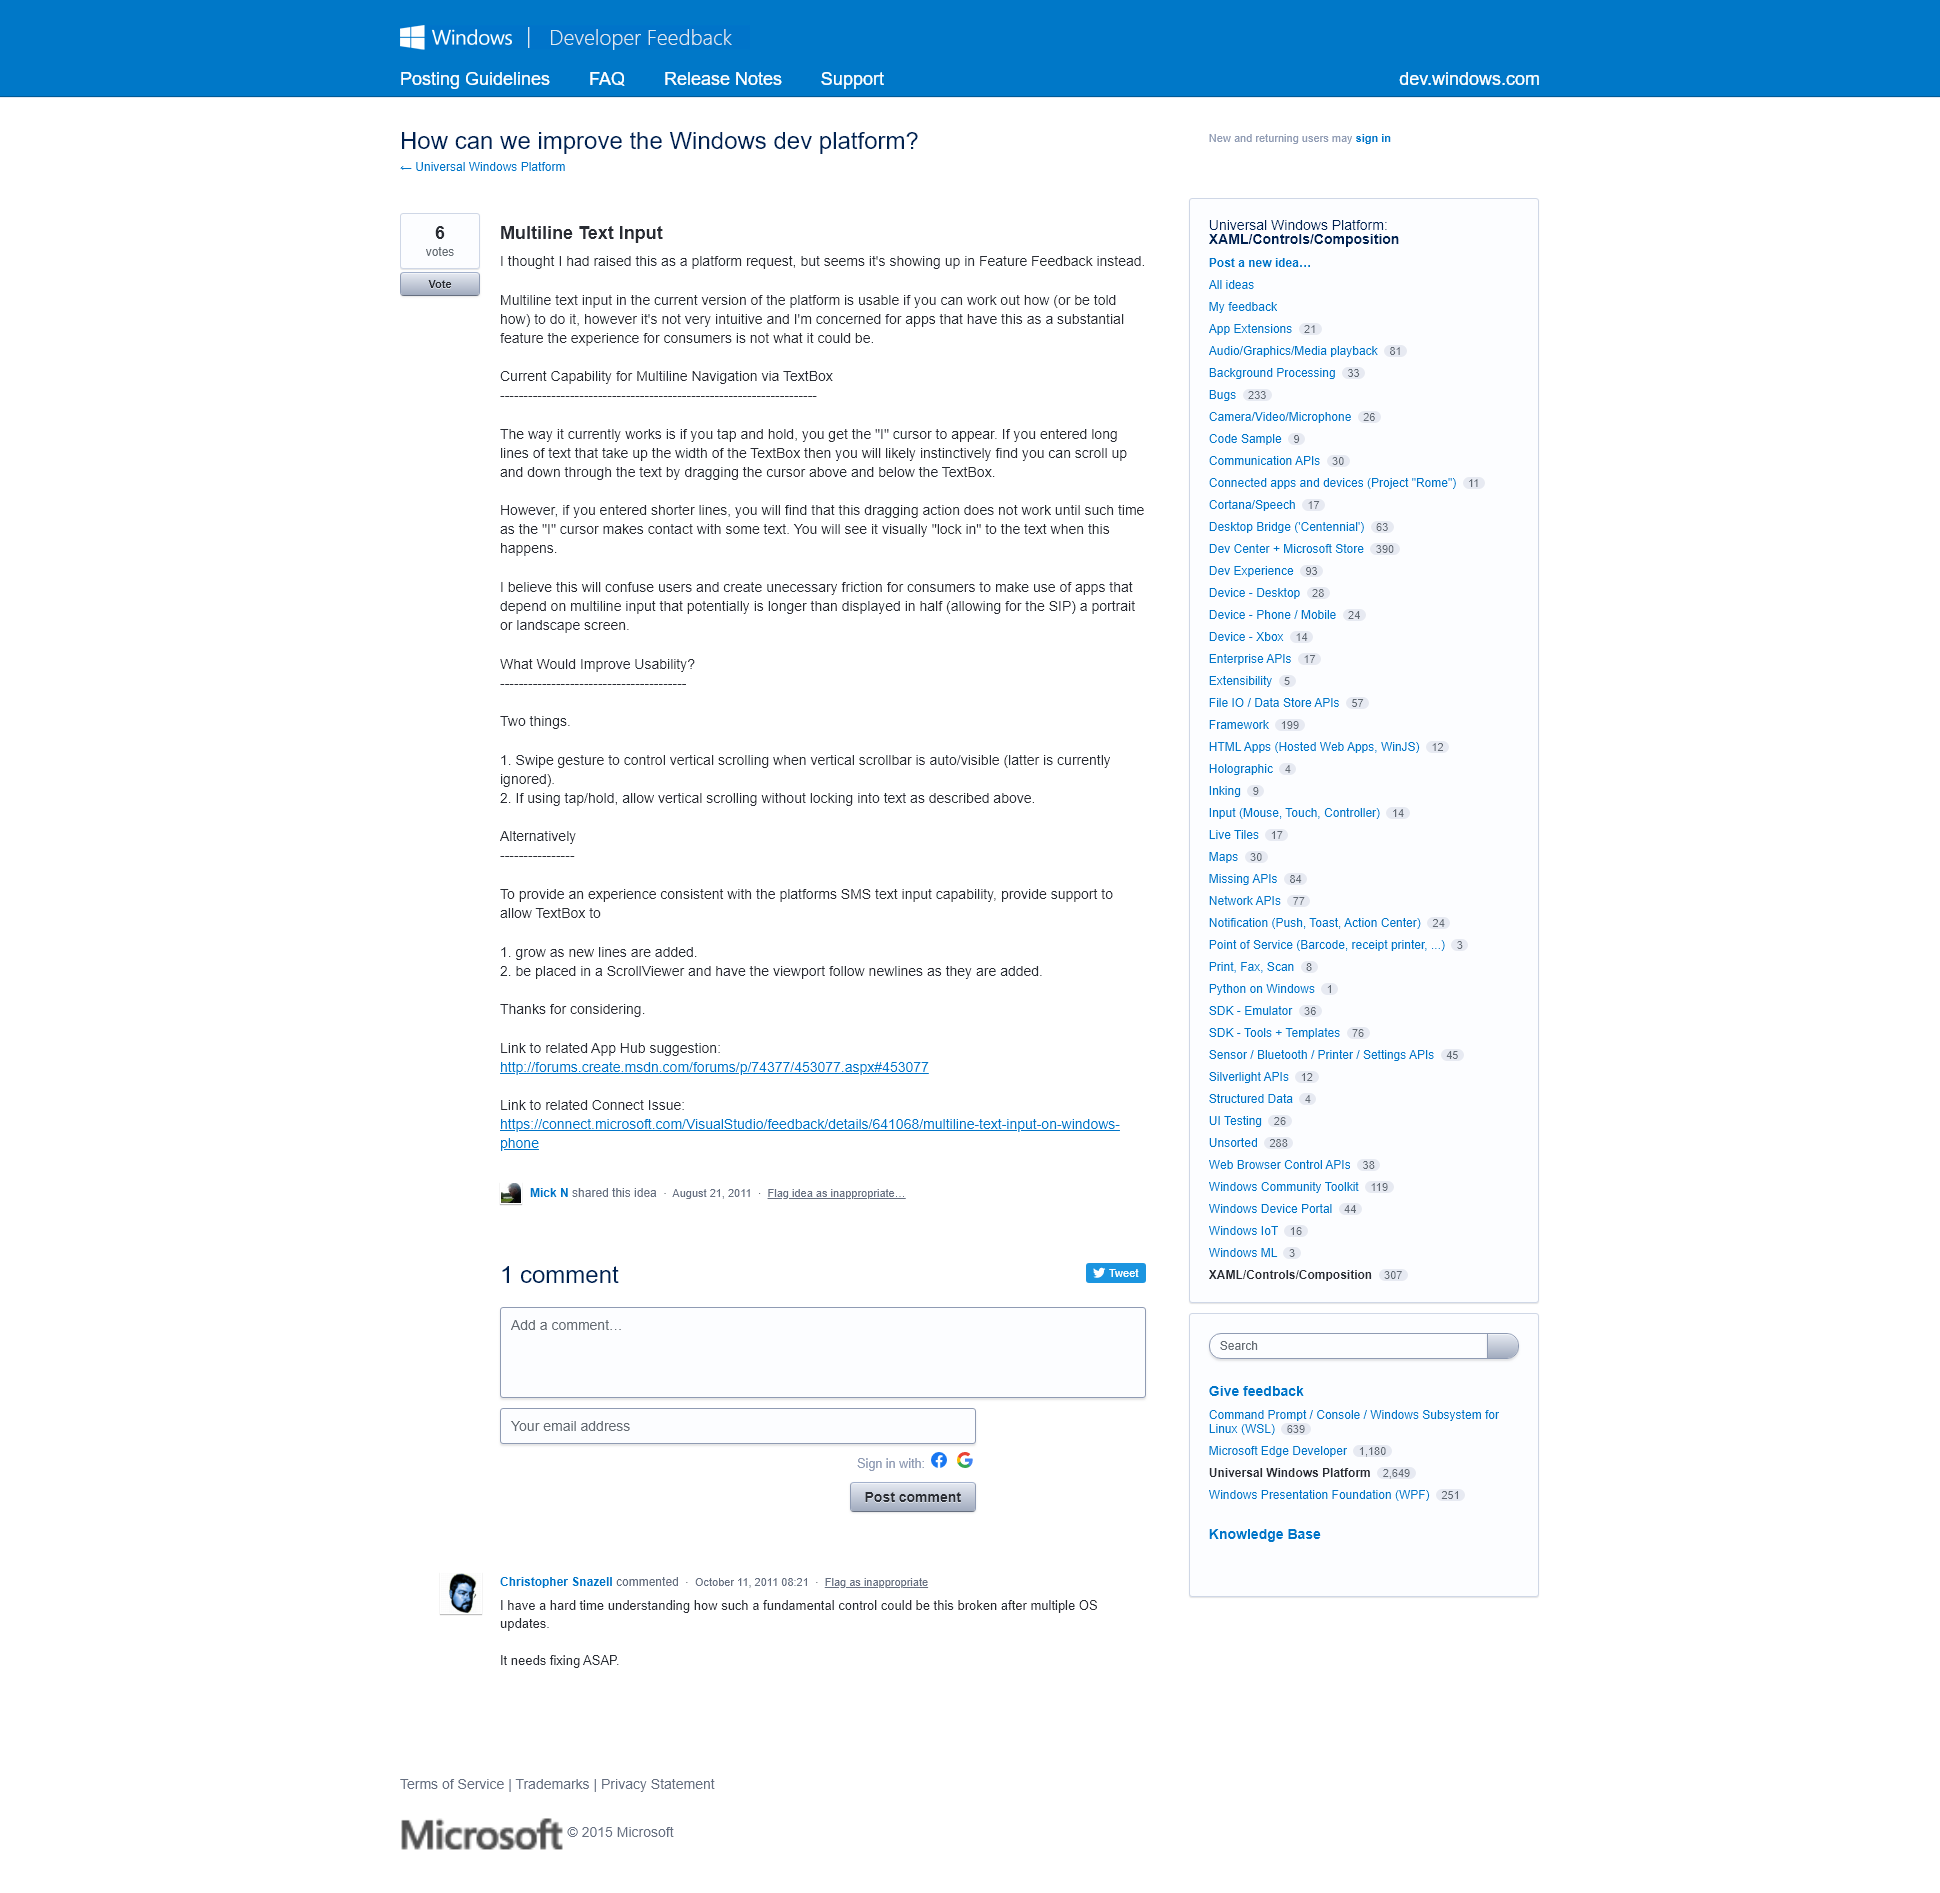 Windows | Developer Feedback
Posting Guidelines FAQ Release Notes Support dev.windows.com
How can we improve the Windows dev platform?
← Universal Windows Platform
New and returning users may sign in
6
votes
Vote
Multiline Text Input
I thought I had raised this as a platform request, but seems it's showing up in Feature Feedback instead.
Multiline text input in the current version of the platform is usable if you can work out how (or be told
how) to do it, however it's not very intuitive and I'm concerned for apps that have this as a substantial
feature the experience for consumers is not what it could be.
Current Capability for Multiline Navigation via TextBox
--------------------------------------------------------------------
The way it currently works is if you tap and hold, you get the "I" cursor to appear. If you entered long
lines of text that take up the width of the TextBox then you will likely instinctively find you can scroll up
and down through the text by dragging the cursor above and below the TextBox.
However, if you entered shorter lines, you will find that this dragging action does not work until such time
as the "I" cursor makes contact with some text. You will see it visually "lock in" to the text when this
happens.
I believe this will confuse users and create unecessary friction for consumers to make use of apps that
depend on multiline input that potentially is longer than displayed in half (allowing for the SIP) a portrait
or landscape screen.
What Would Improve Usability?
----------------------------------------
Two things.
1. Swipe gesture to control vertical scrolling when vertical scrollbar is auto/visible (latter is currently
ignored).
2. If using tap/hold, allow vertical scrolling without locking into text as described above.
Alternatively
----------------
To provide an experience consistent with the platforms SMS text input capability, provide support to
allow TextBox to
1. grow as new lines are added.
2. be placed in a ScrollViewer and have the viewport follow newlines as they are added.
Thanks for considering.
Link to related App Hub suggestion:
http://forums.create.msdn.com/forums/p/74377/453077.aspx#453077
Link to related Connect Issue:
https://connect.microsoft.com/VisualStudio/feedback/details/641068/multiline-text-input-on-windows-
phone
Mick N shared this idea · August 21, 2011 · Flag idea as inappropriate…
1 comment
Tweet
Add a comment…
Your email address
Sign in with:
Post comment
Christopher Snazell commented · October 11, 2011 08:21 · Flag as inappropriate
I have a hard time understanding how such a fundamental control could be this broken after multiple OS
updates.
It needs fixing ASAP.
Universal Windows Platform:
XAML/Controls/Composition
Post a new idea…
All ideas
My feedback
App Extensions 21
Audio/Graphics/Media playback 81
Background Processing 33
Bugs 233
Camera/Video/Microphone 26
Code Sample 9
Communication APIs 30
Connected apps and devices (Project "Rome") 11
Cortana/Speech 17
Desktop Bridge ('Centennial') 63
Dev Center + Microsoft Store 390
Dev Experience 93
Device - Desktop 28
Device - Phone / Mobile 24
Device - Xbox 14
Enterprise APIs 17
Extensibility 5
File IO / Data Store APIs 57
Framework 199
HTML Apps (Hosted Web Apps, WinJS) 12
Holographic 4
Inking 9
Input (Mouse, Touch, Controller) 14
Live Tiles 17
Maps 30
Missing APIs 84
Network APIs 77
Notification (Push, Toast, Action Center) 24
Point of Service (Barcode, receipt printer, ...) 3
Print, Fax, Scan 8
Python on Windows 1
SDK - Emulator 36
SDK - Tools + Templates 76
Sensor / Bluetooth / Printer / Settings APIs 45
Silverlight APIs 12
Structured Data 4
UI Testing 26
Unsorted 288
Web Browser Control APIs 38
Windows Community Toolkit 119
Windows Device Portal 44
Windows IoT 16
Windows ML 3
XAML/Controls/Composition 307
Search
Give feedback
Command Prompt / Console / Windows Subsystem for
Linux (WSL) 639
Microsoft Edge Developer 1,180
Universal Windows Platform 2,649
Windows Presentation Foundation (WPF) 251
Knowledge Base
Terms of Service | Trademarks | Privacy Statement
Microsoft © 2015 Microsoft